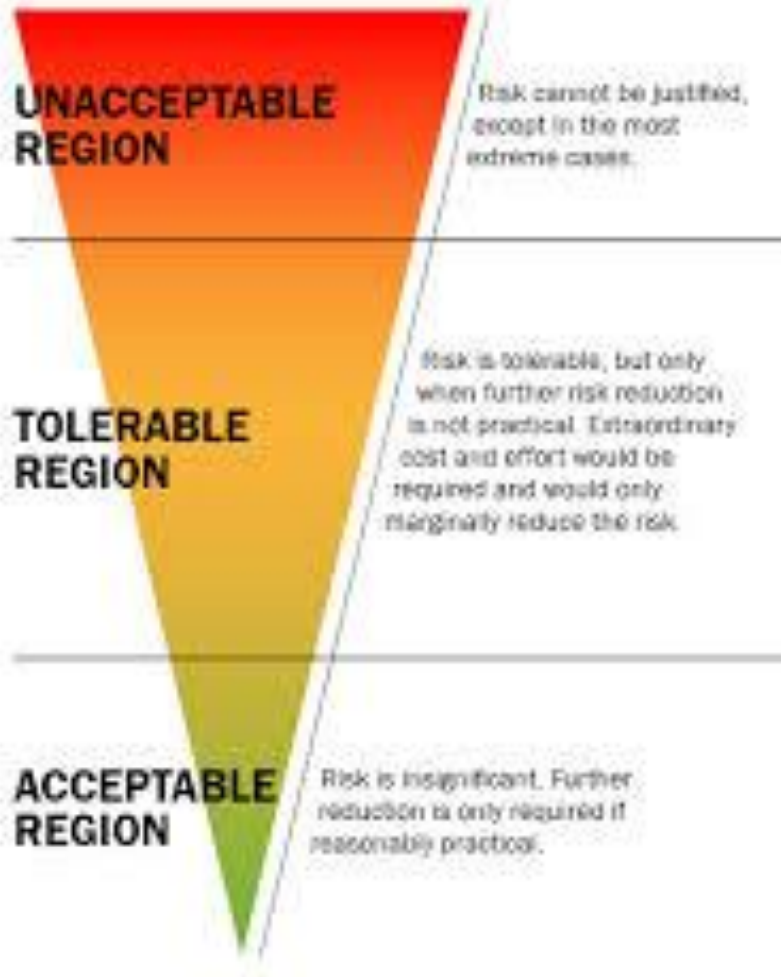 UNACCEPTABLE
REGION
Risk cannot be justified,
except in the most
extreme cases.
TOLERABLE
REGION
Risk is tolerable, but only
when further risk reduction
is not practical. Extraordinary
cost and effort would be
required and would only
marginally reduce the risk.
ACCEPTABLE
REGION
Risk is insignificant. Further
reduction is only required if
reasonably practical.